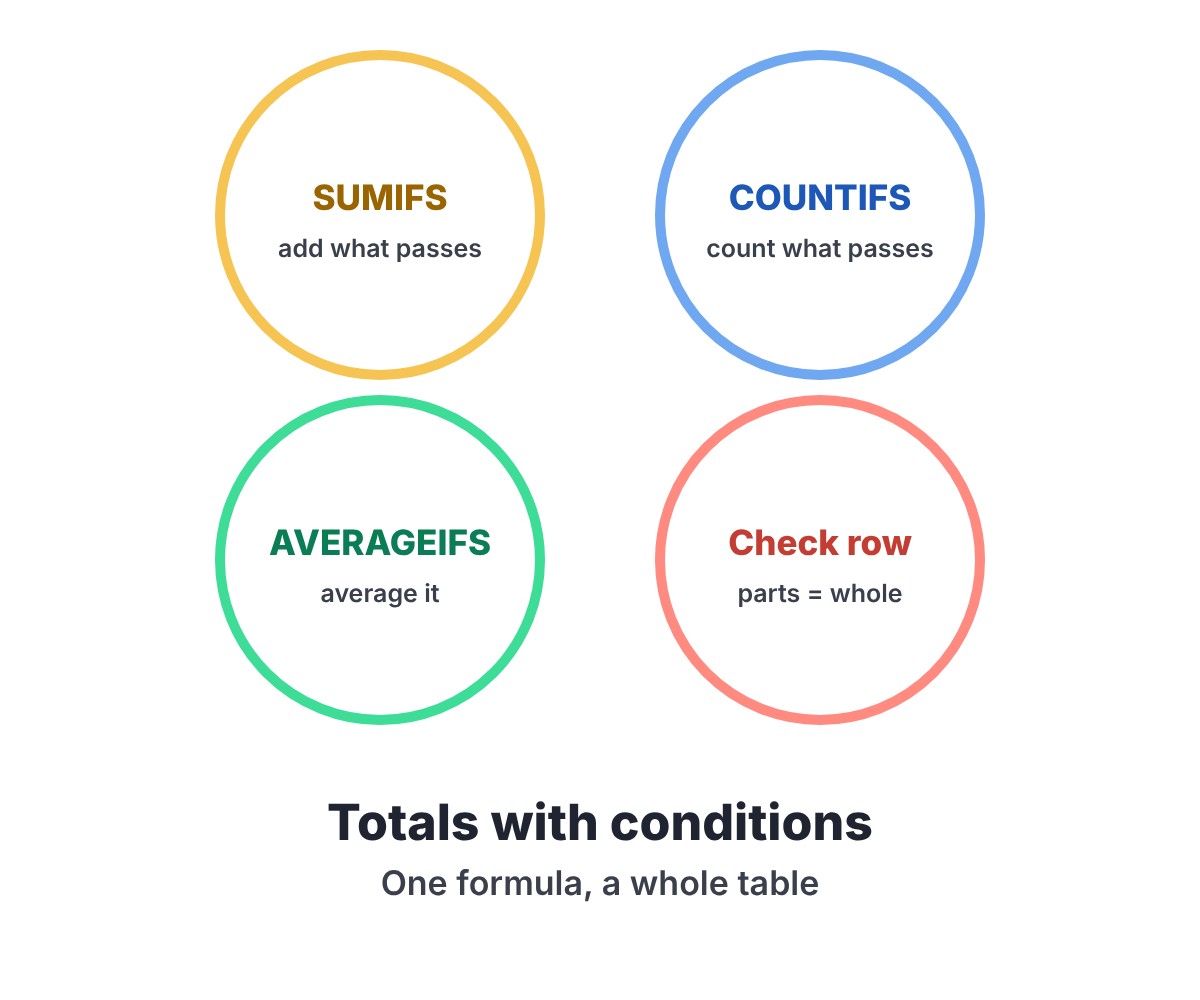 SUMIFS
add what passes
COUNTIFS
count what passes
AVERAGEIFS
average it
Check row
parts = whole
Totals with conditions
One formula, a whole table